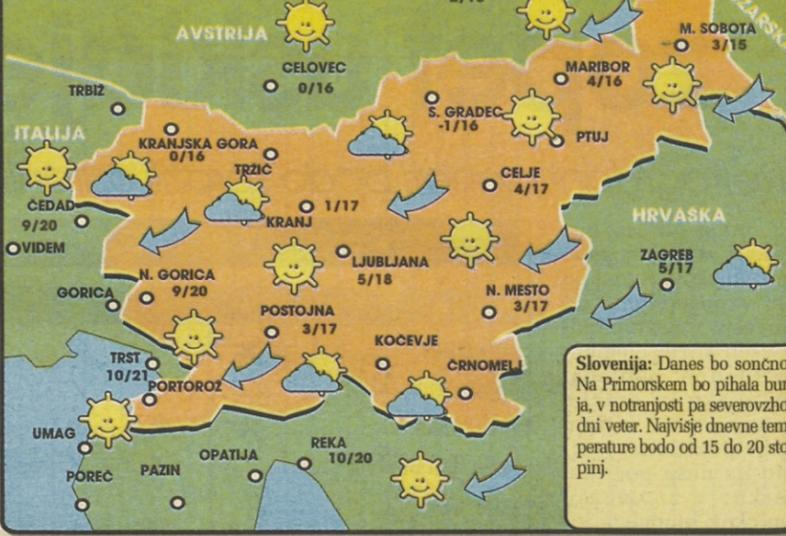 AVSTRIJA
M. SOBOTA
3/15
CELOVEC
0/16
MARIBOR
4/16
TRBIŽ
S. GRADEC
-1/16
ITALIJA
KRANJSKA GORA
0/16
PTUJ
TRŽIČ
CELJE
4/17
ČEDAD
9/20
1/17
KRANJ
HRVAŠKA
VIDEM
LJUBLJANA
5/18
ZAGREB
5/17
N. GORICA
9/20
GORICA
N. MESTO
3/17
POSTOJNA
3/17
KOČEVJE
TRST
10/21
ČRNOMELJ
PORTOROŽ
Slovenija: Danes bo sončno
Na Primorskem bo pihala bur
ja, v notranjosti pa severovzho
dni veter. Najvišje dnevne tem
perature bodo od 15 do 20 sto
pinj.
UMAG
REKA
10/20
OPATIJA
POREČ
PAZIN